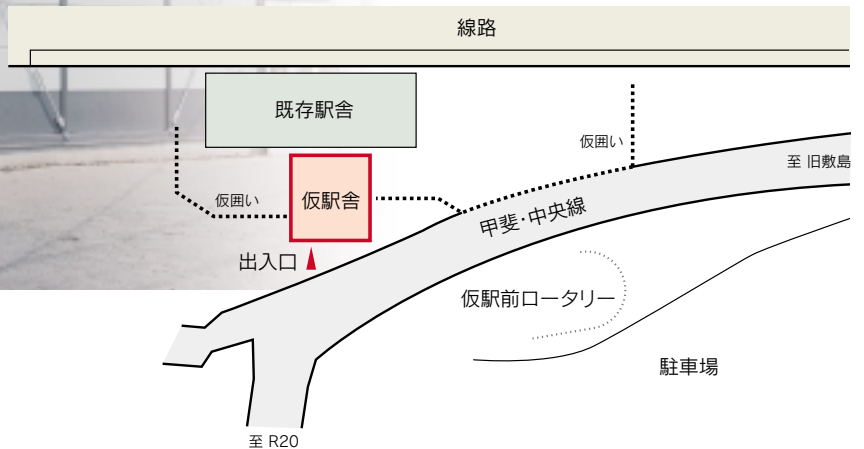 線路
既存駅舎
仮囲い
至 旧敷島
仮囲い
仮駅舎
甲斐・中央線
出入口
仮駅前ロータリー
駐車場
至 R20